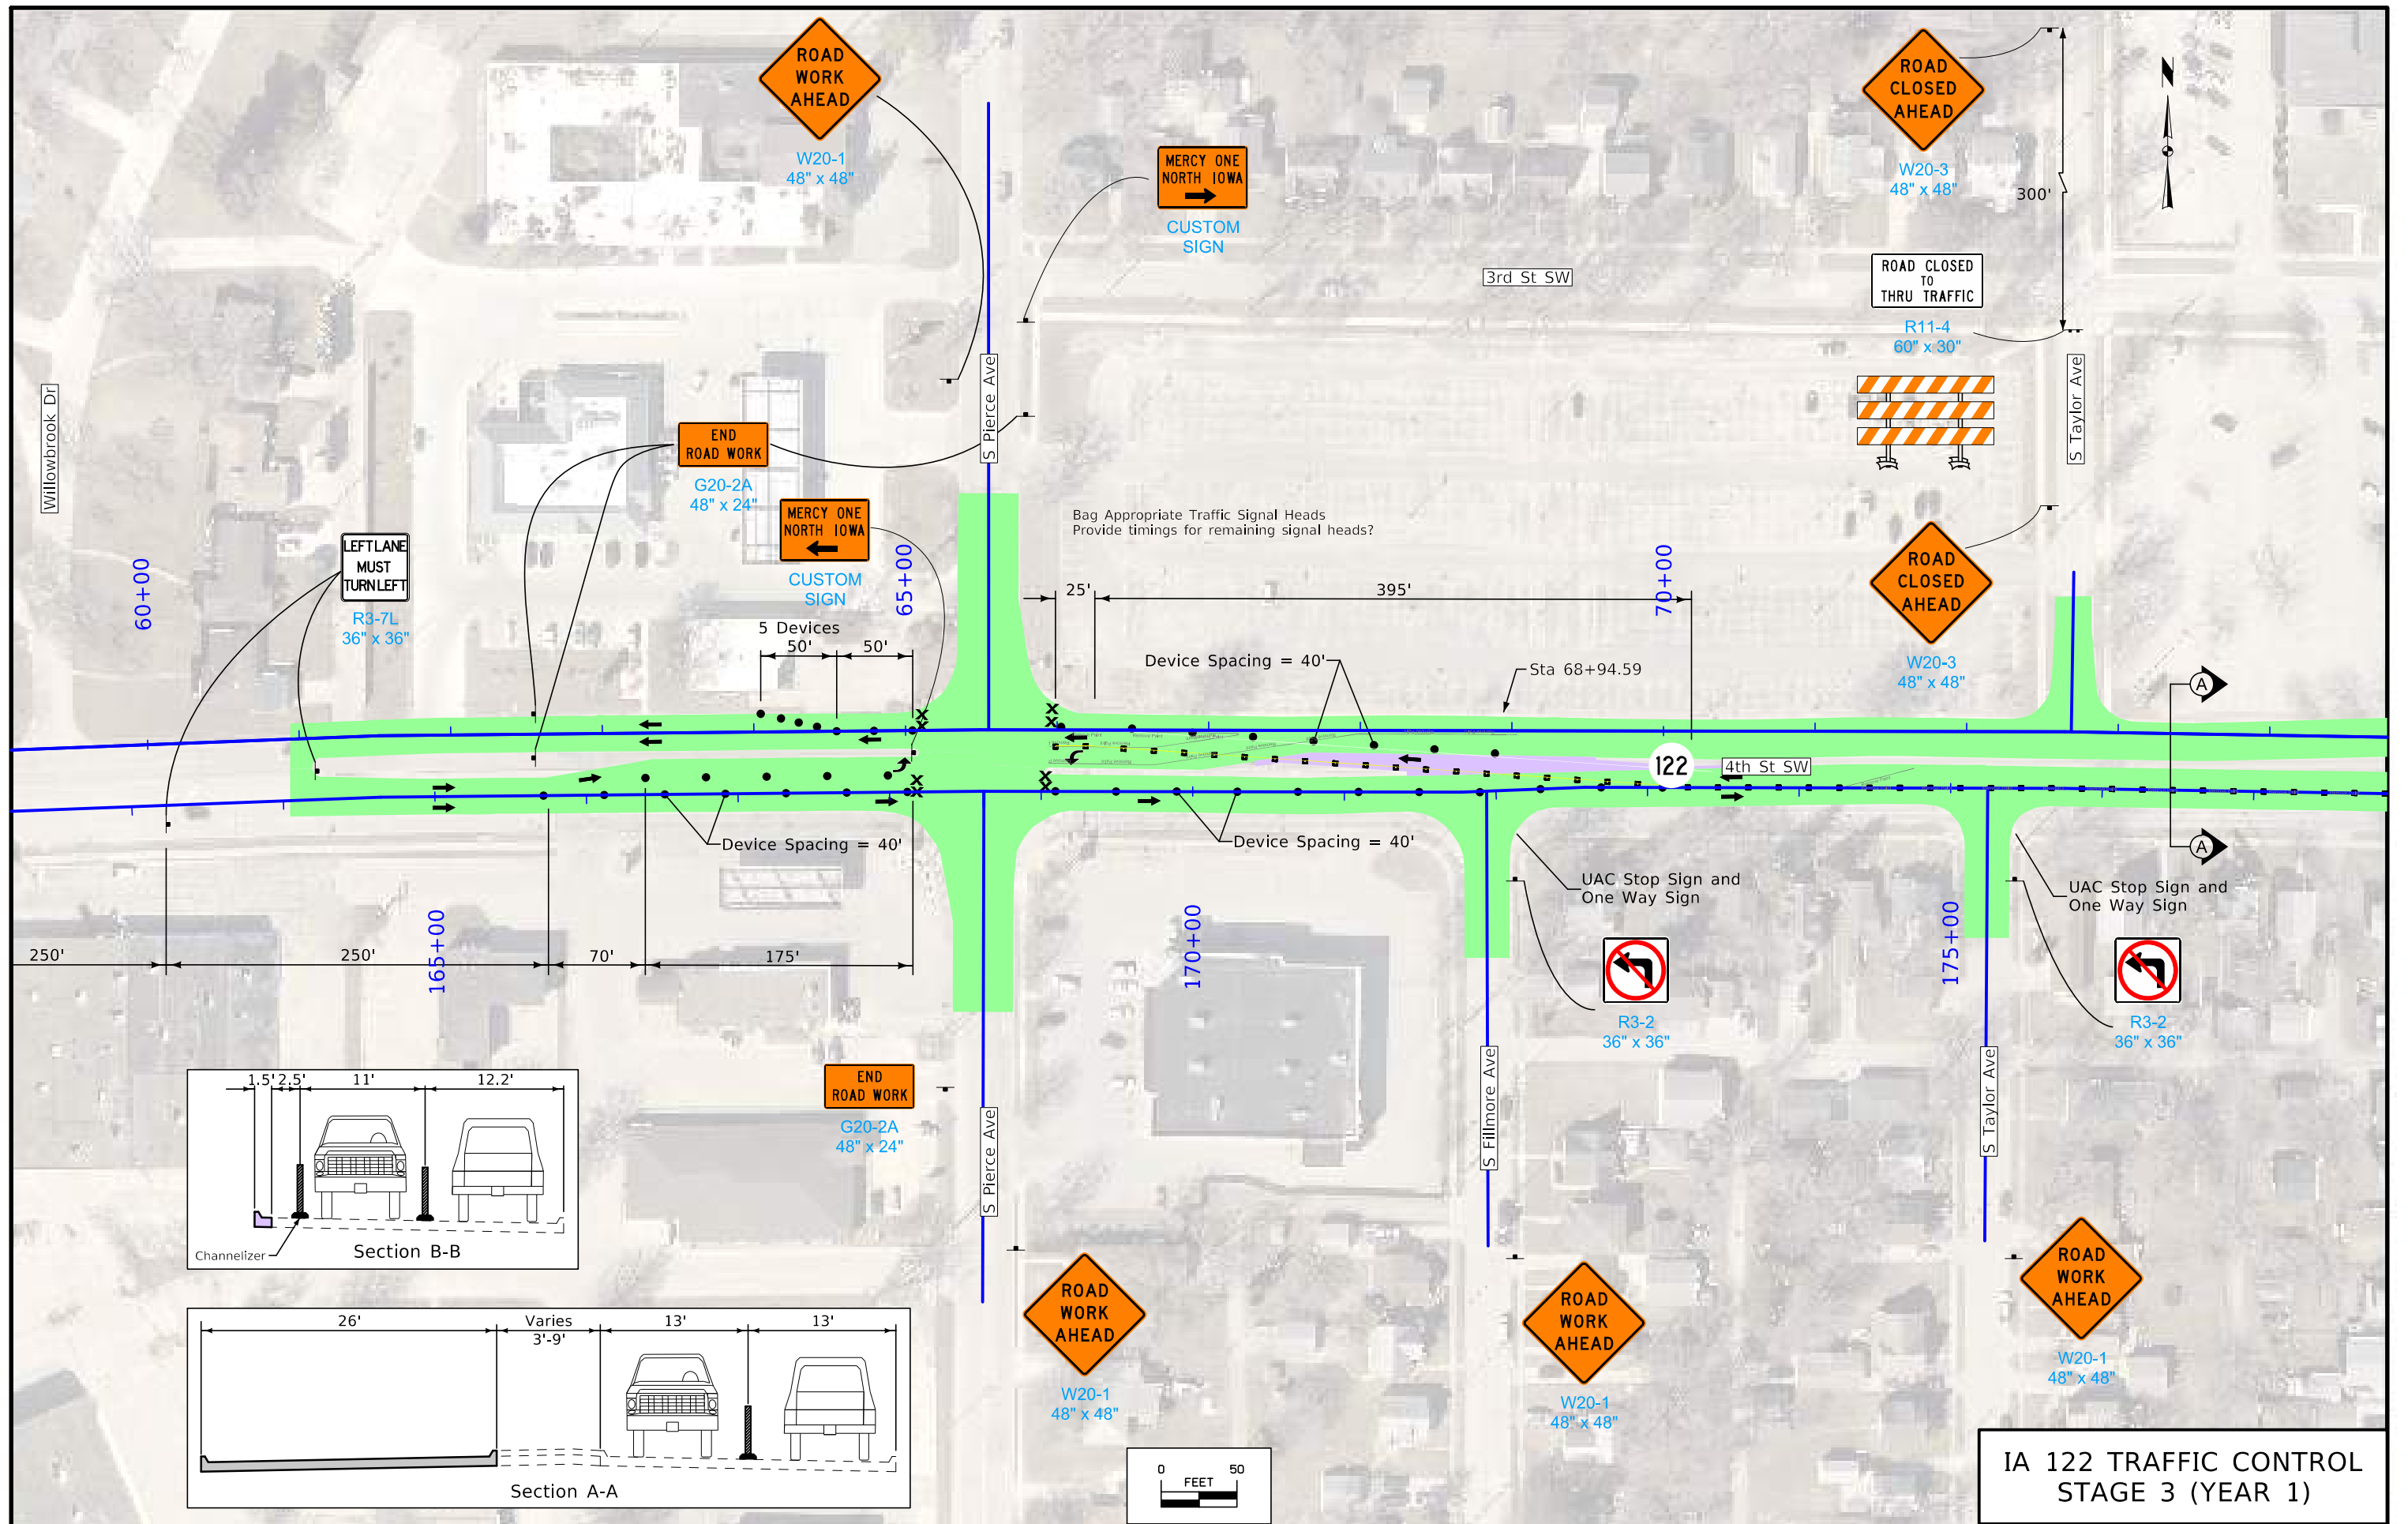 ROAD
WORK
AHEAD
W20-1
48" x 48"
MERCY ONE
NORTH IOWA
CUSTOM
SIGN
ROAD
CLOSED
AHEAD
W20-3
48" x 48"
300'
N
3rd St SW
ROAD CLOSED
TO
THRU TRAFFIC
R11-4
60" x 30"
Willowbrook Dr
S Pierce Ave
S Taylor Ave
END
ROAD WORK
G20-2A
48" x 24"
MERCY ONE
NORTH IOWA
CUSTOM
SIGN
Bag Appropriate Traffic Signal Heads
Provide timings for remaining signal heads?
LEFT LANE
MUST
TURN LEFT
R3-7L
36" x 36"
ROAD
CLOSED
AHEAD
W20-3
48" x 48"
60+00
65+00
70+00
25'
395'
5 Devices
50'
50'
Device Spacing = 40'
Sta 68+94.59
A
122
4th St SW
Device Spacing = 40'
Device Spacing = 40'
A
UAC Stop Sign and
One Way Sign
UAC Stop Sign and
One Way Sign
250'
250'
165+00
70'
175'
170+00
175+00
R3-2
36" x 36"
R3-2
36" x 36"
1.5'
2.5'
11'
12.2'
Channelizer
Section B-B
END
ROAD WORK
G20-2A
48" x 24"
S Pierce Ave
S Fillmore Ave
S Taylor Ave
ROAD
WORK
AHEAD
W20-1
48" x 48"
ROAD
WORK
AHEAD
W20-1
48" x 48"
ROAD
WORK
AHEAD
W20-1
48" x 48"
26'
Varies
3'-9'
13'
13'
Section A-A
0
50
FEET
IA 122 TRAFFIC CONTROL
STAGE 3 (YEAR 1)